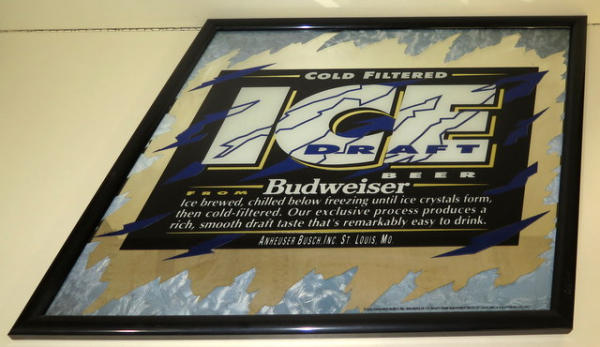 COLD FILTERED
ICE
DRAFT
BEER
FROM Budweiser
Ice brewed, chilled below freezing until ice crystals form,
then cold-filtered. Our exclusive process produces a
rich, smooth draft taste that's remarkably easy to drink.
ANHEUSER BUSCH, INC. ST. LOUIS, MO.